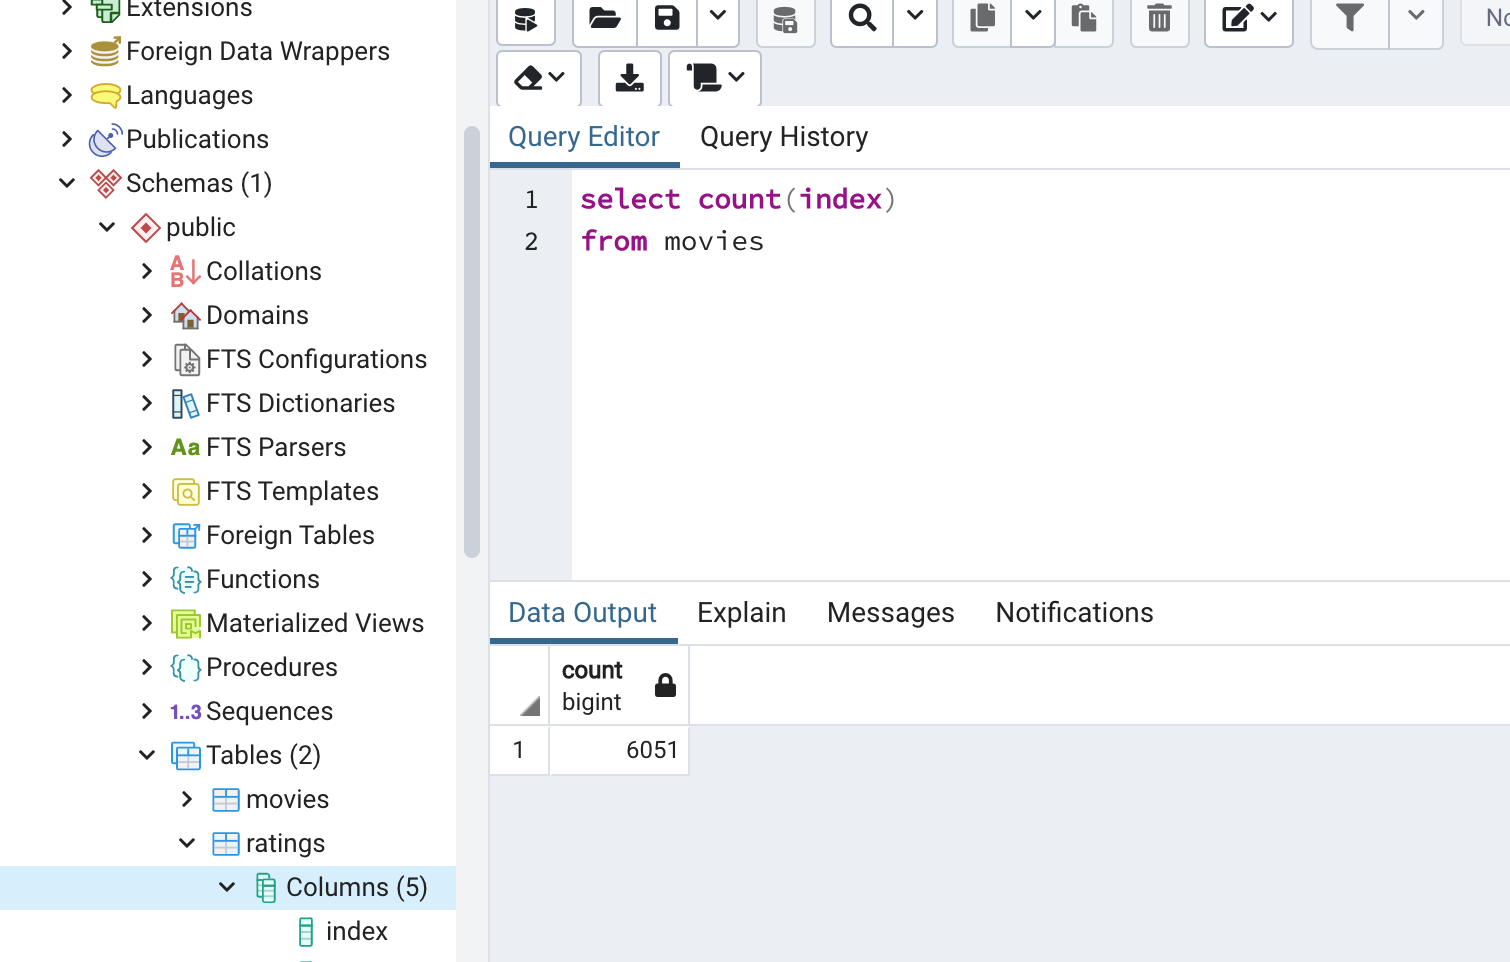 Extensions
Foreign Data Wrappers
Languages
Publications
Schemas (1)
public
A
B
Collations
Domains
FTS Configurations
FTS Dictionaries
Aa FTS Parsers
FTS Templates
Foreign Tables
Functions
Materialized Views
Procedures
1..3 Sequences
Tables (2)
movies
ratings
Columns (5)
index
No
Query Editor Query History
1 select count(index)
2 from movies
Data Output Explain Messages Notifications
count
bigint
1 6051